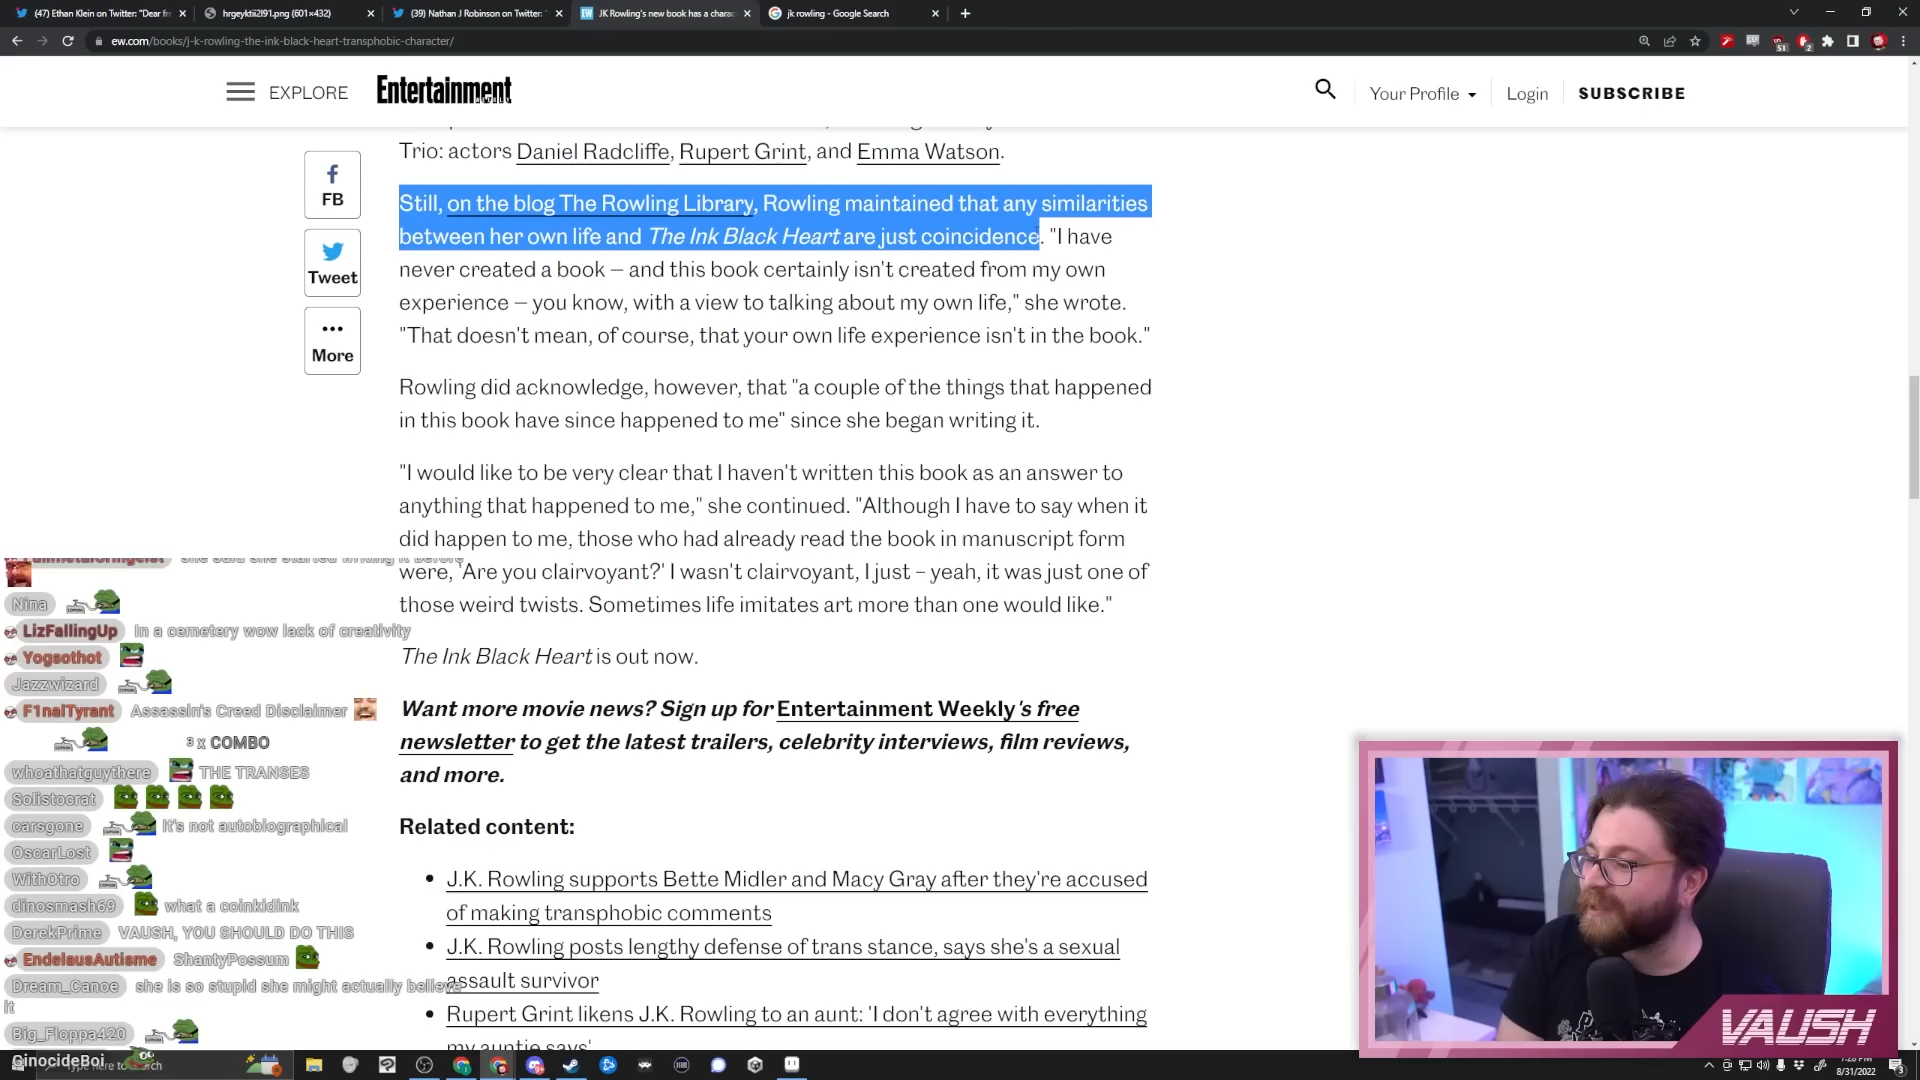 (47) Ethan Klein on Twitter: "Dear fr
hrgeyktii2l91.png (601×432)
(39) Nathan J Robinson on Twitter:
JK Rowling's new book has a charac
jk rowling - Google Search
ew.com/books/j-k-rowling-the-ink-black-heart-transphobic-character/
EXPLORE
Entertainment
Your Profile
Login
SUBSCRIBE
Trio: actors Daniel Radcliffe, Rupert Grint, and Emma Watson.
FB
Tweet
More
Still, on the blog The Rowling Library, Rowling maintained that any similarities
between her own life and The Ink Black Heart are just coincidence. "I have
never created a book — and this book certainly isn't created from my own
experience — you know, with a view to talking about my own life," she wrote.
"That doesn't mean, of course, that your own life experience isn't in the book."
Rowling did acknowledge, however, that "a couple of the things that happened
in this book have since happened to me" since she began writing it.
"I would like to be very clear that I haven't written this book as an answer to
anything that happened to me," she continued. "Although I have to say when it
did happen to me, those who had already read the book in manuscript form
were, 'Are you clairvoyant?' I wasn't clairvoyant, I just – yeah, it was just one of
those weird twists. Sometimes life imitates art more than one would like."
The Ink Black Heart is out now.
Want more movie news? Sign up for Entertainment Weekly's free
newsletter to get the latest trailers, celebrity interviews, film reviews,
and more.
Related content:
J.K. Rowling supports Bette Midler and Macy Gray after they're accused
of making transphobic comments
J.K. Rowling posts lengthy defense of trans stance, says she's a sexual
assault survivor
Rupert Grint likens J.K. Rowling to an aunt: 'I don't agree with everything
my auntie says'
she said she started writing it before
Nina
LizFallingUp In a cemetery wow lack of creativity
Yogsothot
Jazzwizard
F1nalTyrant Assassin's Creed Disclaimer
3 x COMBO
whoathatguythere THE TRANSES
Solistocrat
carsgone It's not autobiographical
OscarLost
WithOtro
dinosmash69 what a coinkidink
DerekPrime VAUSH, YOU SHOULD DO THIS
EndelausAutisme ShantyPossum
Dream_Canoe she is so stupid she might actually believe
it
Big_Floppa420
GinocideBoi
VAUSH
8/31/2022